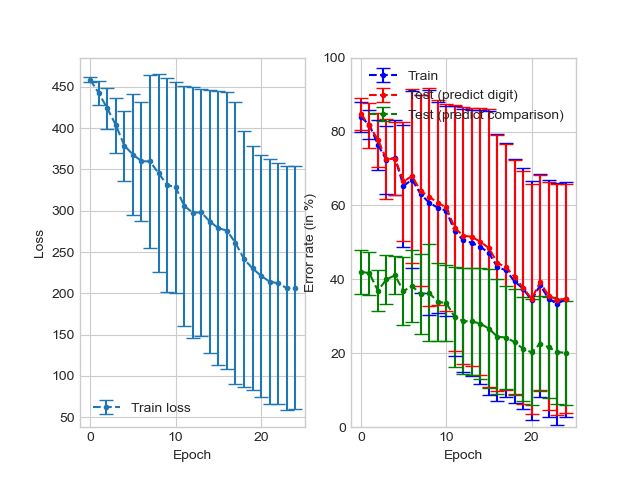 450
400
350
300
250
200
150
100
50
0
10
20
Loss
Epoch
Train loss
100
80
60
40
20
0
0
10
20
Error rate (in %)
Epoch
Train
Test (predict digit)
Test (predict comparison)